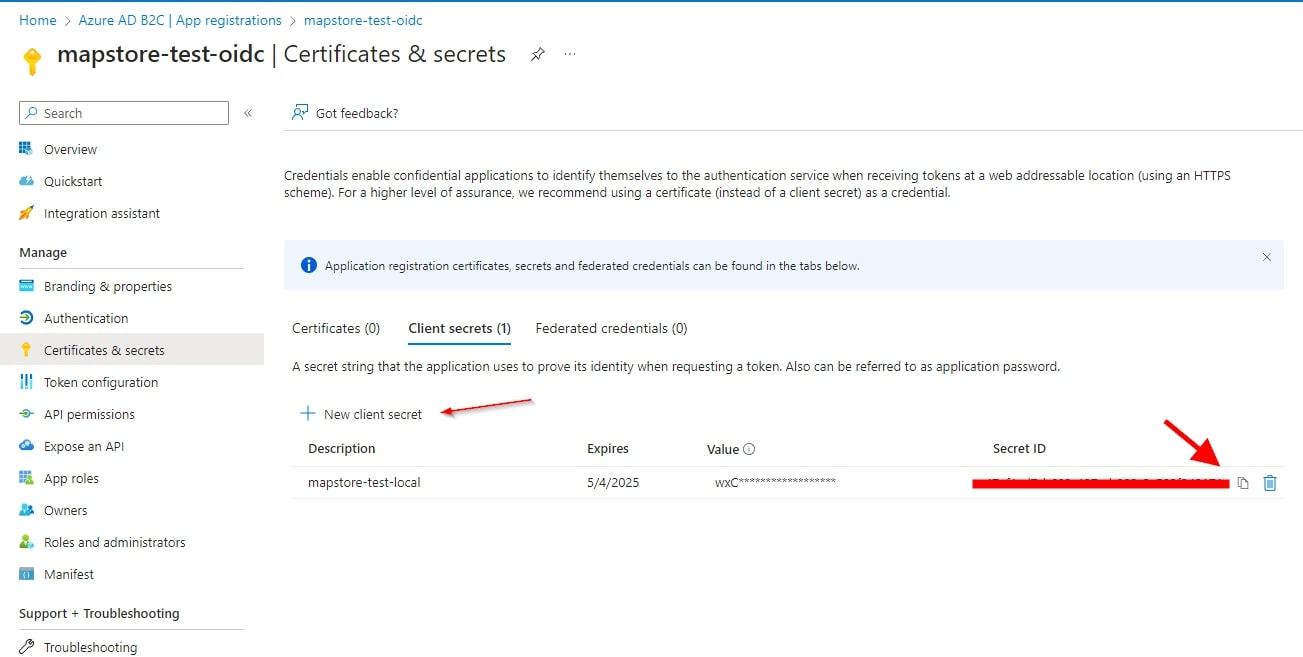 Home > Azure AD B2C | App registrations > mapstore-test-oidc
mapstore-test-oidc | Certificates & secrets ...
Search «
Overview
Quickstart
Integration assistant
Manage
Branding & properties
Authentication
Certificates & secrets
Token configuration
API permissions
Expose an API
App roles
Owners
Roles and administrators
Manifest
Support + Troubleshooting
Troubleshooting
Got feedback?
Credentials enable confidential applications to identify themselves to the authentication service when receiving tokens at a web addressable location (using an HTTPS
scheme). For a higher level of assurance, we recommend using a certificate (instead of a client secret) as a credential.
Application registration certificates, secrets and federated credentials can be found in the tabs below.
Certificates (0) Client secrets (1) Federated credentials (0)
A secret string that the application uses to prove its identity when requesting a token. Also can be referred to as application password.
New client secret
Description Expires Value Secret ID
mapstore-test-local 5/4/2025 wxC******************